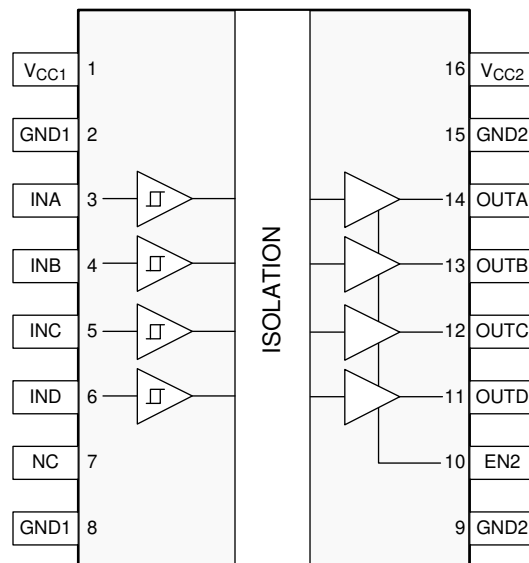 VCC1 1 16 VCC2
GND1 2 15 GND2
INA 3 14 OUTA
INB 4 13 OUTB
INC 5 12 OUTC
IND 6 11 OUTD
NC 7 10 EN2
GND1 8 9 GND2
ISOLATION